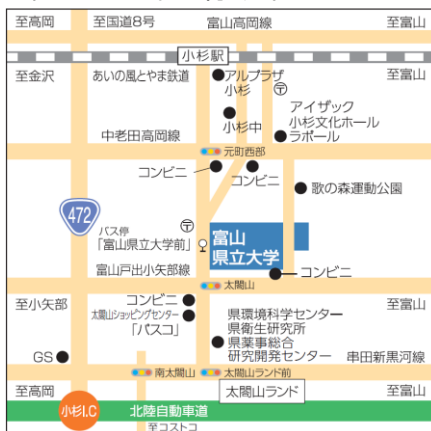 至高岡
至国道8号
富山高岡線
至富山
小杉駅
至金沢
あいの風とやま鉄道
アルプラザ
小杉
至富山
〒
小杉中
アイザック
小杉文化ホール
ラポール
中老田高岡線
元町西部
コンビニ
コンビニ
歌の森運動公園
472
バス停
「富山県立大学前」
〒
富山
県立大学
富山戸出小矢部線
コンビニ
太閤山
至小矢部
コンビニ
太閤山ショッピングセンター
「パスコ」
県環境科学センター
県衛生研究所
県薬事総合
研究開発センター
至富山
GS
串田新黒河線
南太閤山
太閤山ランド前
至高岡
太閤山ランド
至富山
小杉I.C
北陸自動車道
至コストコ